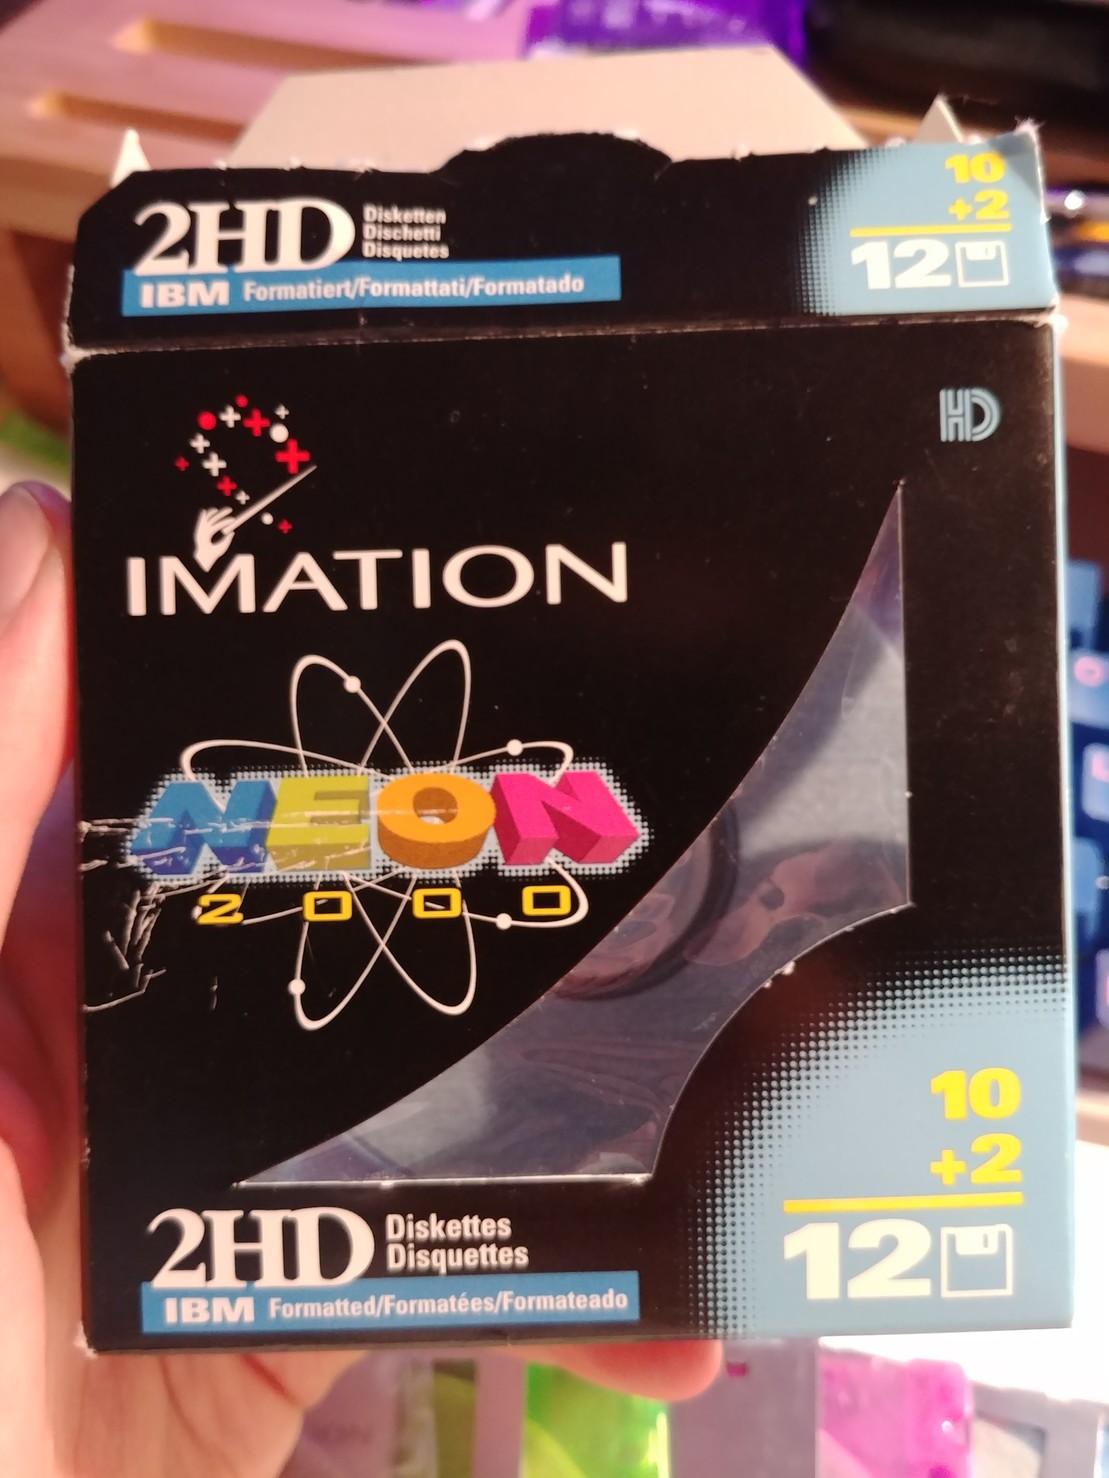 2HD
Disketten
Dischetti
Disquetes
IBM Formatiert/Formattati/Formatado
10
+2
12
HD
IMATION
NEON
2000
10
+2
12
2HD
Diskettes
Disquettes
IBM Formatted/Formatées/Formateado